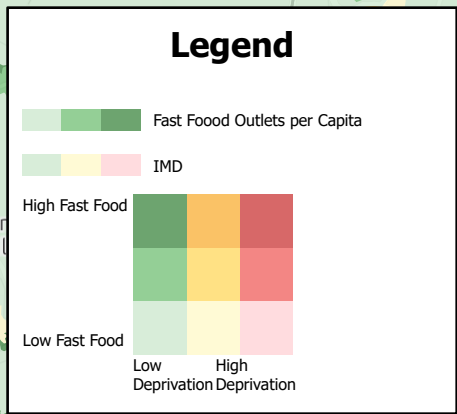 Legend
Fast Foood Outlets per Capita
IMD
High Fast Food
Low Fast Food
Low High
Deprivation Deprivation